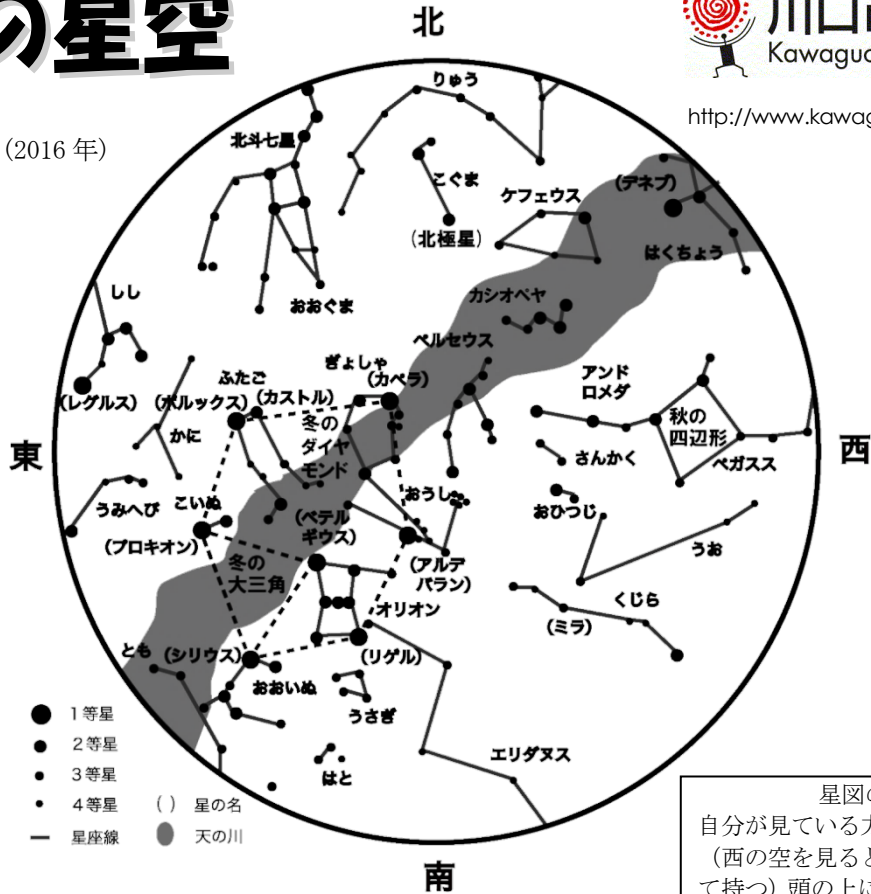 の星空
北
川口
Kawaguc
http://www.kawag
(2016 年)
りゅう
北斗七星
こぐま
ケフェウス
(デネブ)
(北極星)
はくちょう
しし
おおぐま
カシオペヤ
ペルセウス
ぎょしゃ
(カペラ)
アンド
ロメダ
ふたご
(カストル)
(レグルス)
(ポルックス)
冬の
ダイヤ
モンド
秋の
四辺形
かに
東
西
さんかく
ペガスス
うみへび
こいぬ
おうし
おひつじ
(ベテル
ギウス)
(プロキオン)
うお
冬の
大三角
(アルデ
バラン)
オリオン
くじら
(ミラ)
とも
(シリウス)
(リゲル)
おおいぬ
うさぎ
エリダヌス
はと
1等星
2等星
3等星
4等星
( ) 星の名
星座線
天の川
南
星図の
自分が見ている
(西の空を見ると
て持つ) 頭の上に